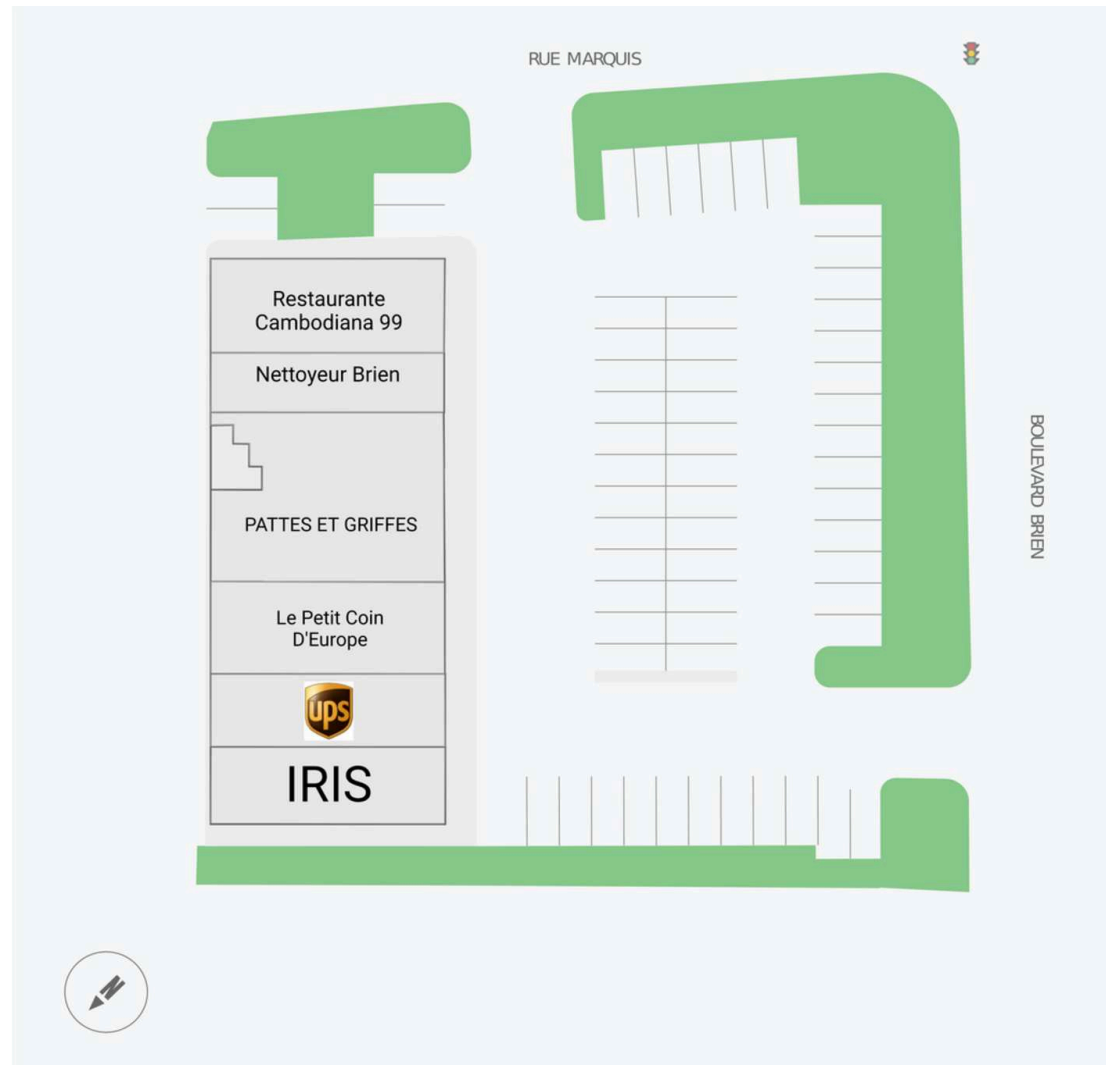 RUE MARQUIS
Restaurante
Cambodiana 99
Nettoyeur Brien
BOULEVARD BRIEN
PATTES ET GRIFFES
Le Petit Coin
D'Europe
ups
IRIS
N